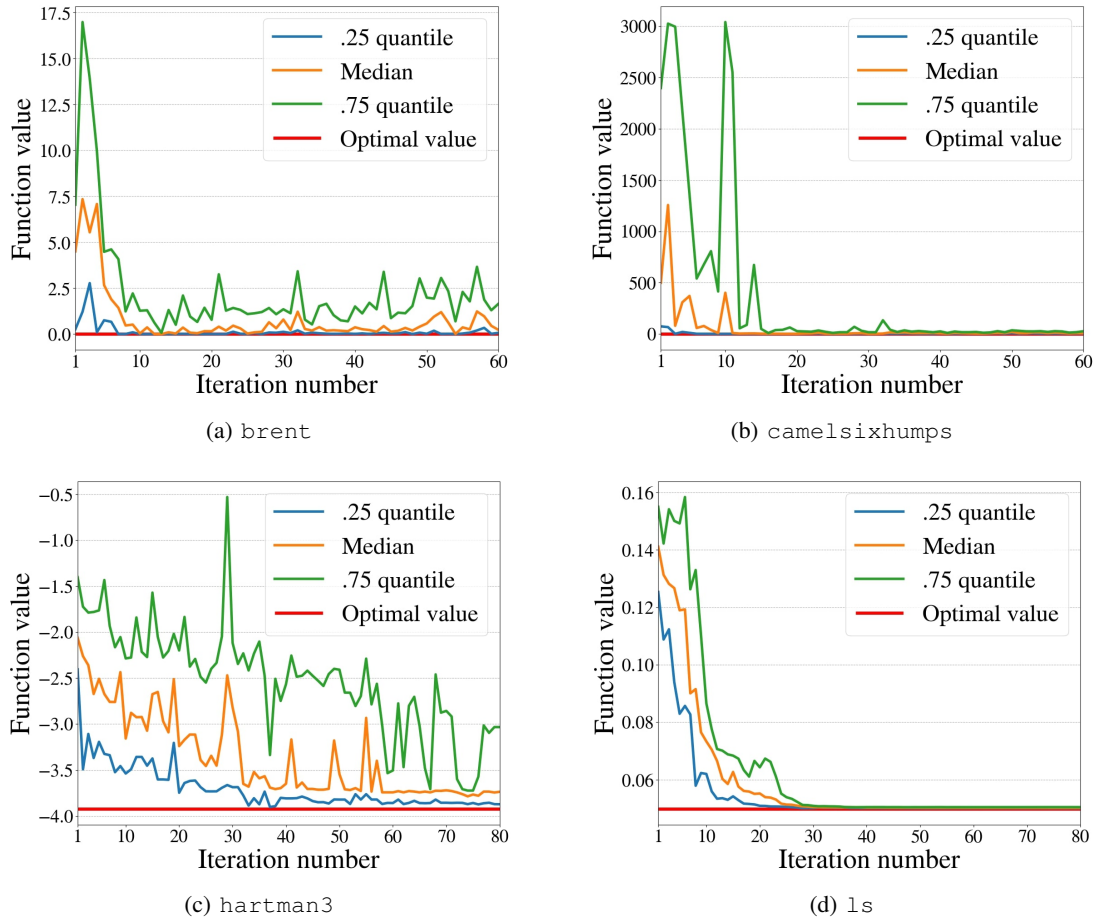 17.5
15.0
12.5
10.0
7.5
5.0
2.5
0.0
Function value
1 10 20 30 40 50 60
Iteration number
.25 quantile
Median
.75 quantile
Optimal value
(a) brent
3000
2500
2000
1500
1000
500
0
Function value
1 10 20 30 40 50 60
Iteration number
.25 quantile
Median
.75 quantile
Optimal value
(b) camelsixhumps
−0.5
−1.0
−1.5
−2.0
−2.5
−3.0
−3.5
−4.0
Function value
1 10 20 30 40 50 60 70 80
Iteration number
.25 quantile
Median
.75 quantile
Optimal value
(c) hartman3
0.16
0.14
0.12
0.10
0.08
0.06
Function value
1 10 20 30 40 50 60 70 80
Iteration number
.25 quantile
Median
.75 quantile
Optimal value
(d) ls